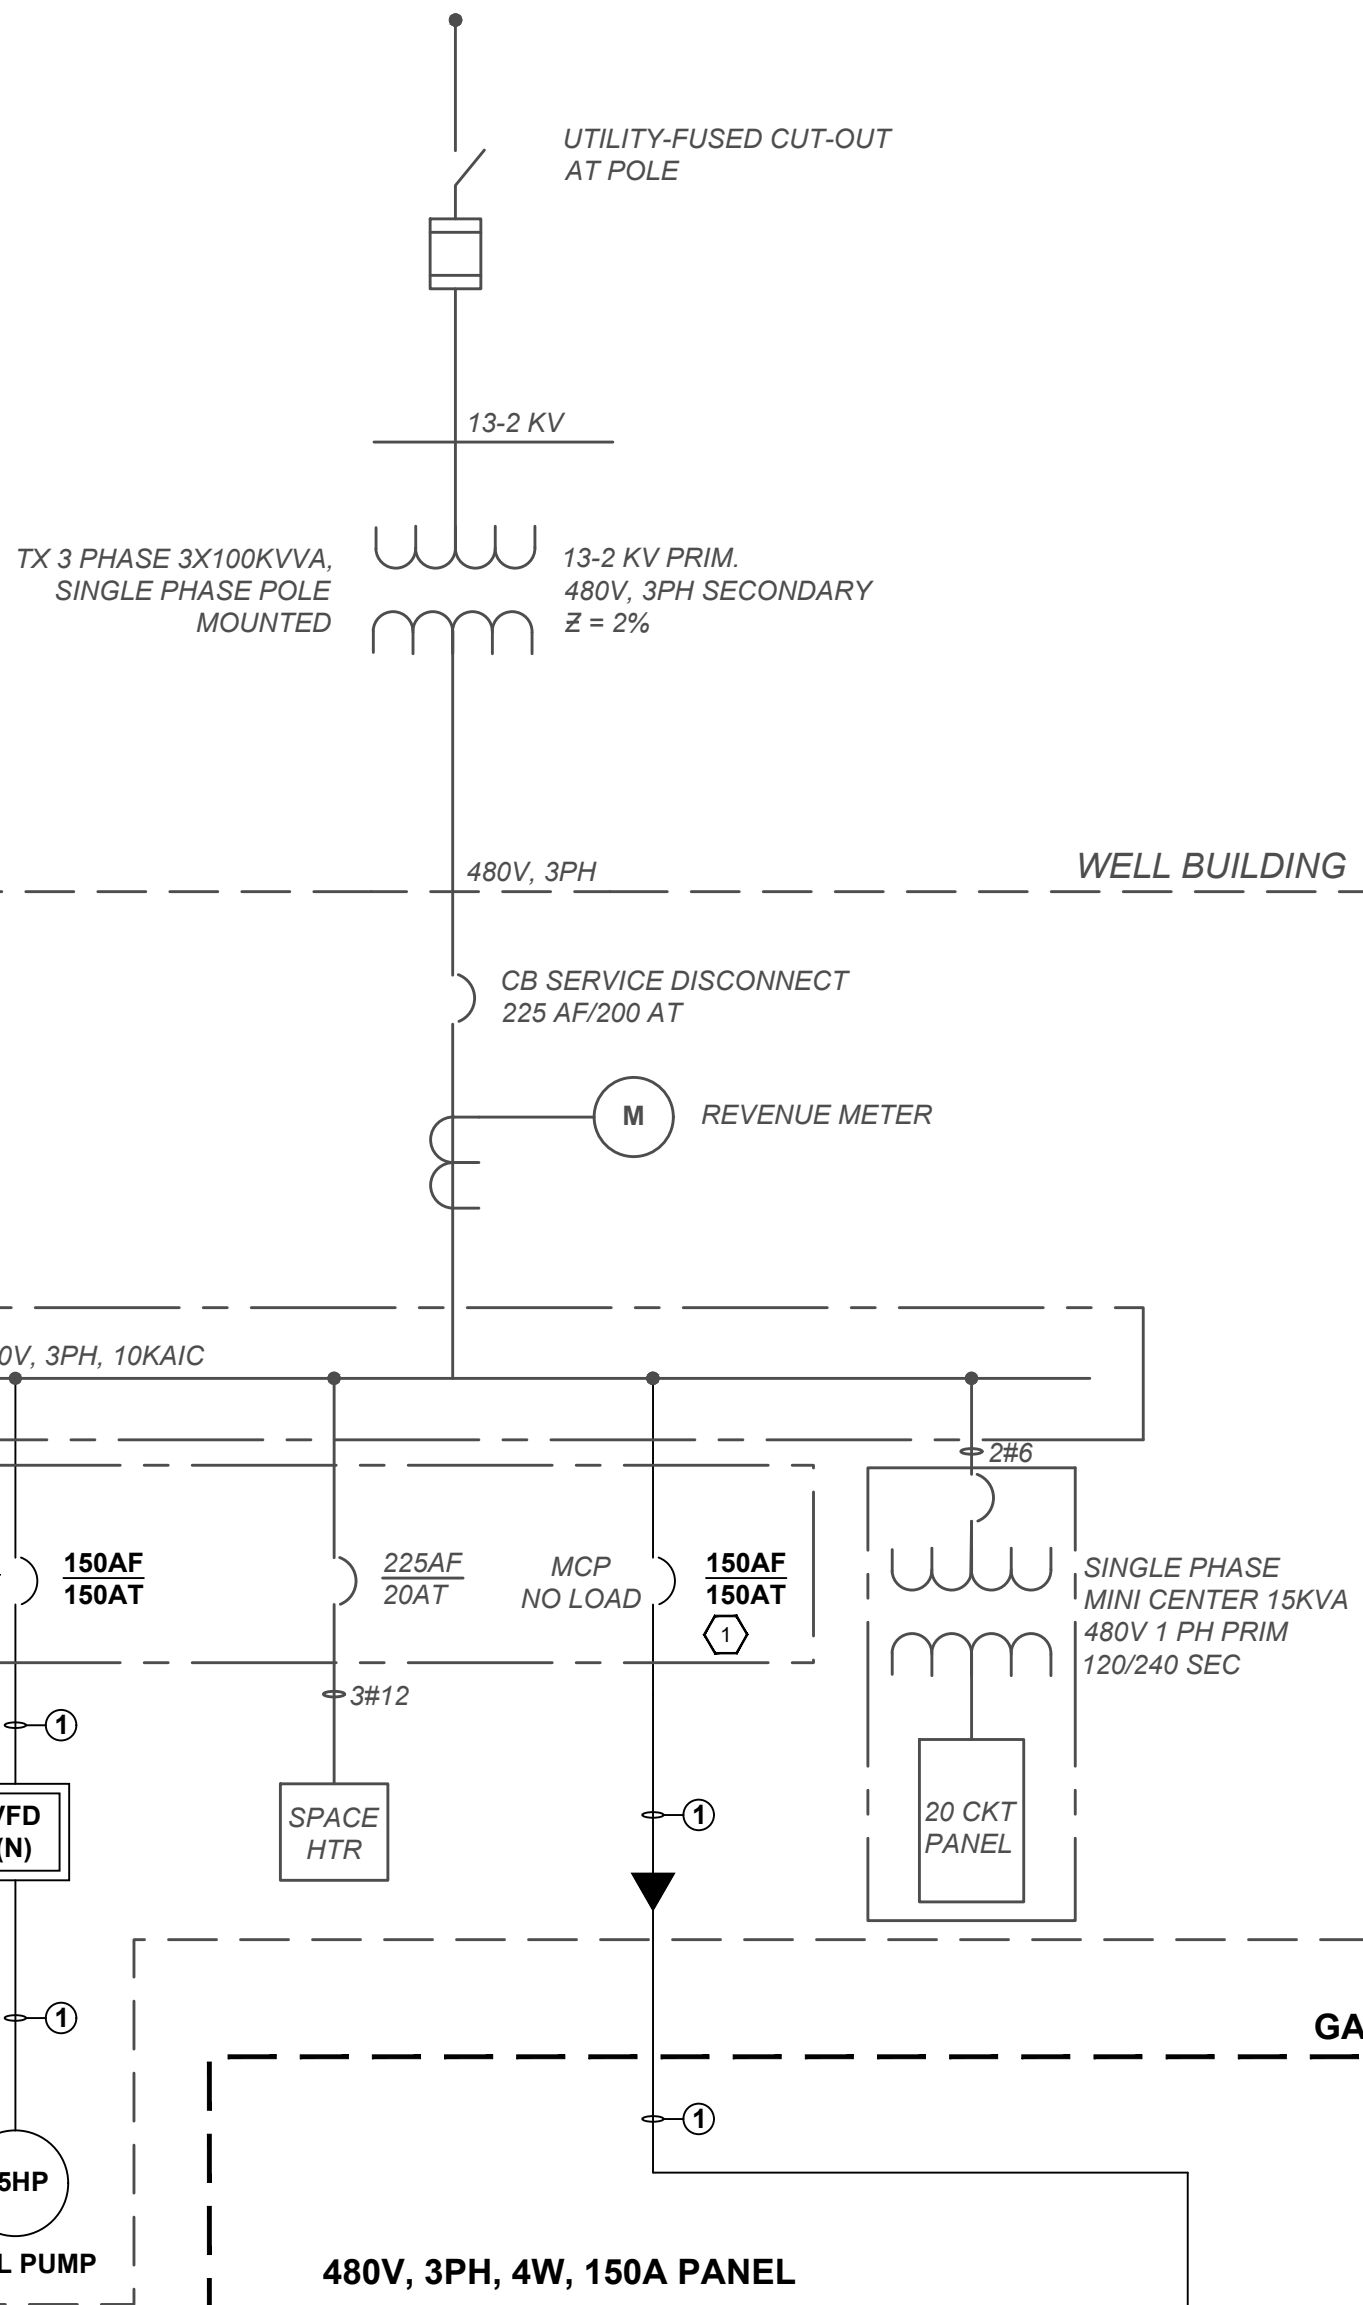 UTILITY-FUSED CUT-OUT
AT POLE
13-2 KV
TX 3 PHASE 3X100KVVA,
SINGLE PHASE POLE
MOUNTED
13-2 KV PRIM.
480V, 3PH SECONDARY
Ƶ = 2%
480V, 3PH
WELL BUILDING
CB SERVICE DISCONNECT
225 AF/200 AT
M
REVENUE METER
0V, 3PH, 10KAIC
2#6
150AF
150AT
225AF
20AT
MCP
NO LOAD
150AF
150AT
1
SINGLE PHASE
MINI CENTER 15KVA
480V 1 PH PRIM
120/240 SEC
3#12
1
VFD
(N)
SPACE
HTR
1
20 CKT
PANEL
1
GA
1
5HP
L PUMP
480V, 3PH, 4W, 150A PANEL